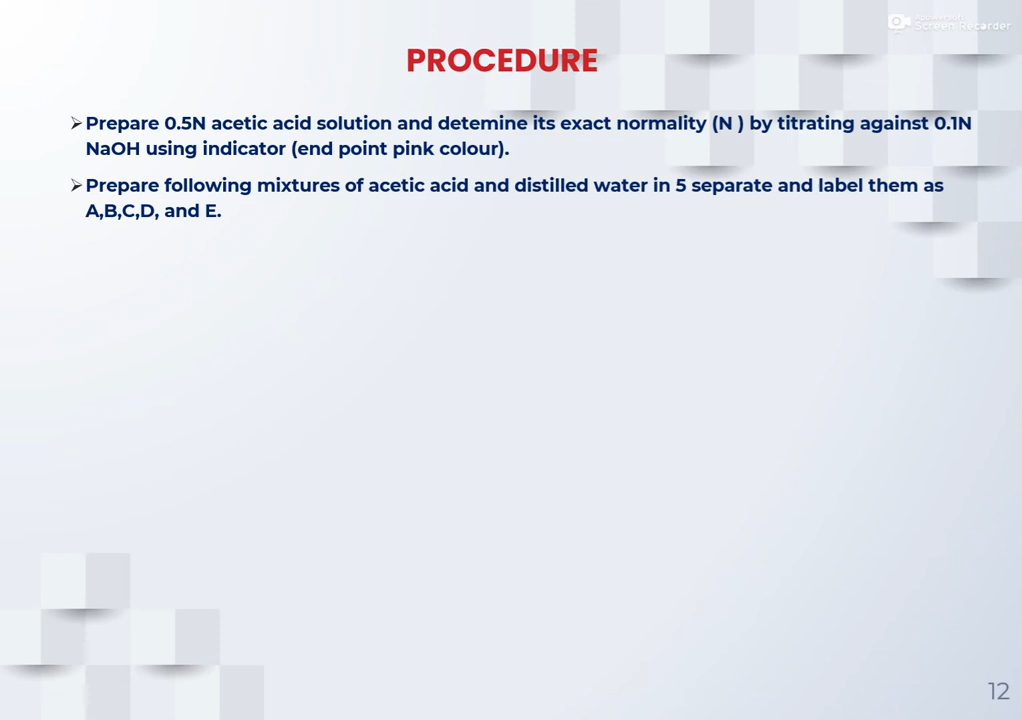 Screen Recorder
PROCEDURE
➢Prepare 0.5N acetic acid solution and detemine its exact normality (N ) by titrating against 0.1N
NaOH using indicator (end point pink colour).
➢Prepare following mixtures of acetic acid and distilled water in 5 separate and label them as
A,B,C,D, and E.
12